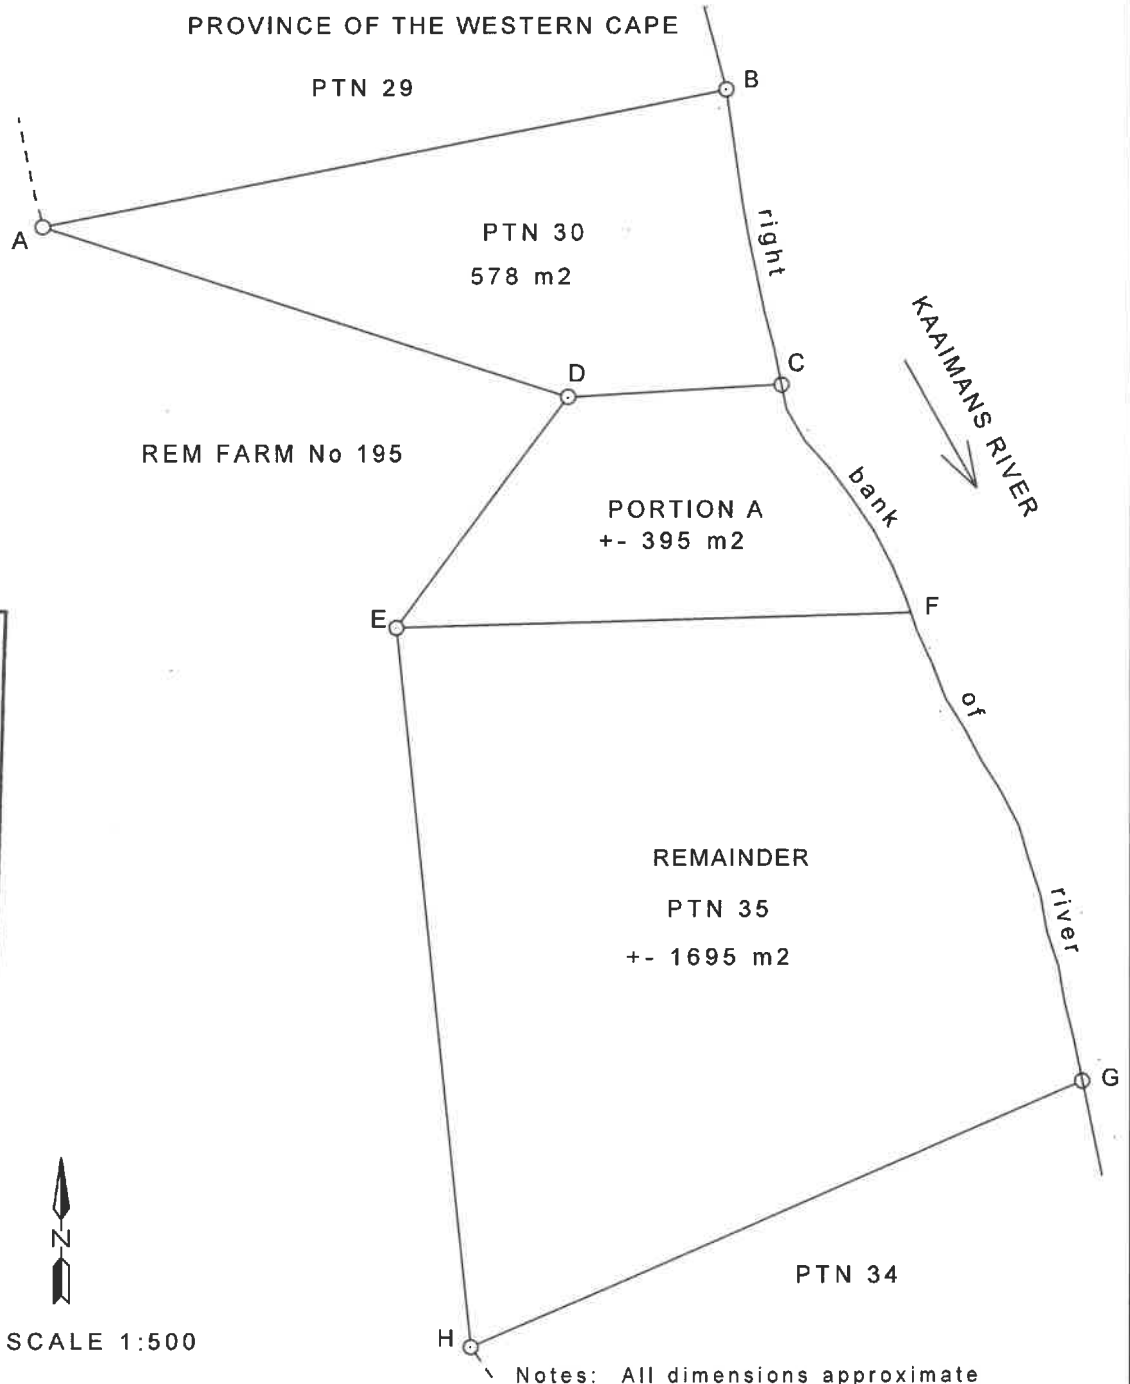 PROVINCE OF THE WESTERN CAPE
PTN 29
B
A
PTN 30
578 m2
right
KAAIMANS RIVER
C
D
REM FARM No 195
bank
PORTION A
+- 395 m2
E
F
of
REMAINDER
PTN 35
+- 1695 m2
river
G
N
PTN 34
SCALE 1:500
H
Notes: All dimensions approximate